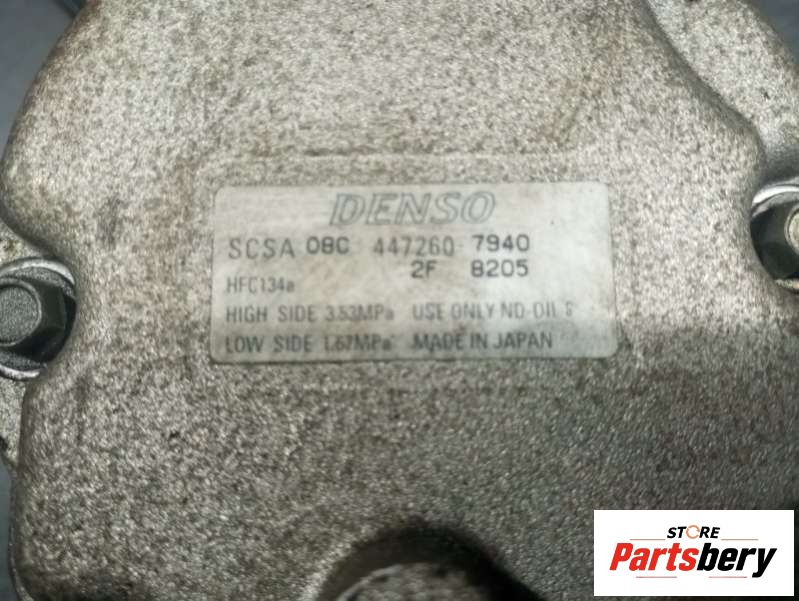 DENSO
SCSA 08C 447260-7940
2F 8205
HFC134a
HIGH SIDE 3.53MPa USE ONLY ND-OIL 8
LOW SIDE 1.67MPa MADE IN JAPAN
STORE
Partsbery